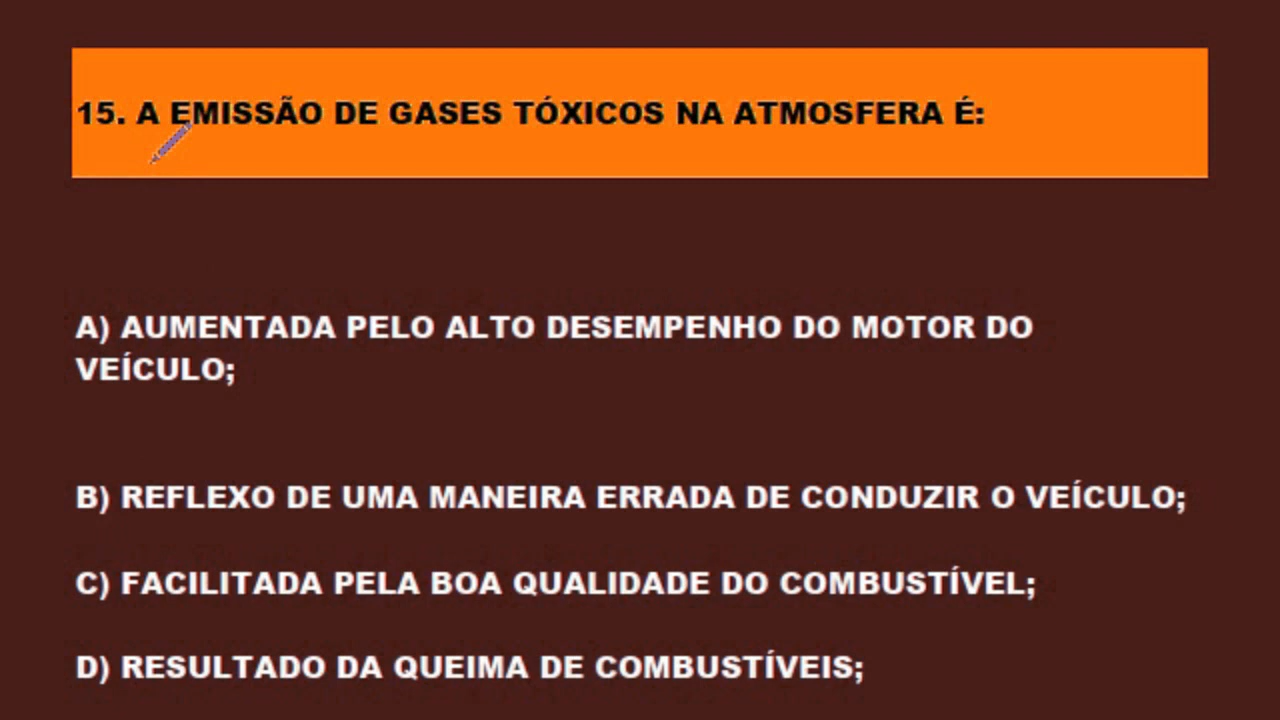 15. A EMISSÃO DE GASES TÓXICOS NA ATMOSFERA É:
A) AUMENTADA PELO ALTO DESEMPENHO DO MOTOR DO
VEÍCULO;
B) REFLEXO DE UMA MANEIRA ERRADA DE CONDUZIR O VEÍCULO;
C) FACILITADA PELA BOA QUALIDADE DO COMBUSTÍVEL;
D) RESULTADO DA QUEIMA DE COMBUSTÍVEIS;